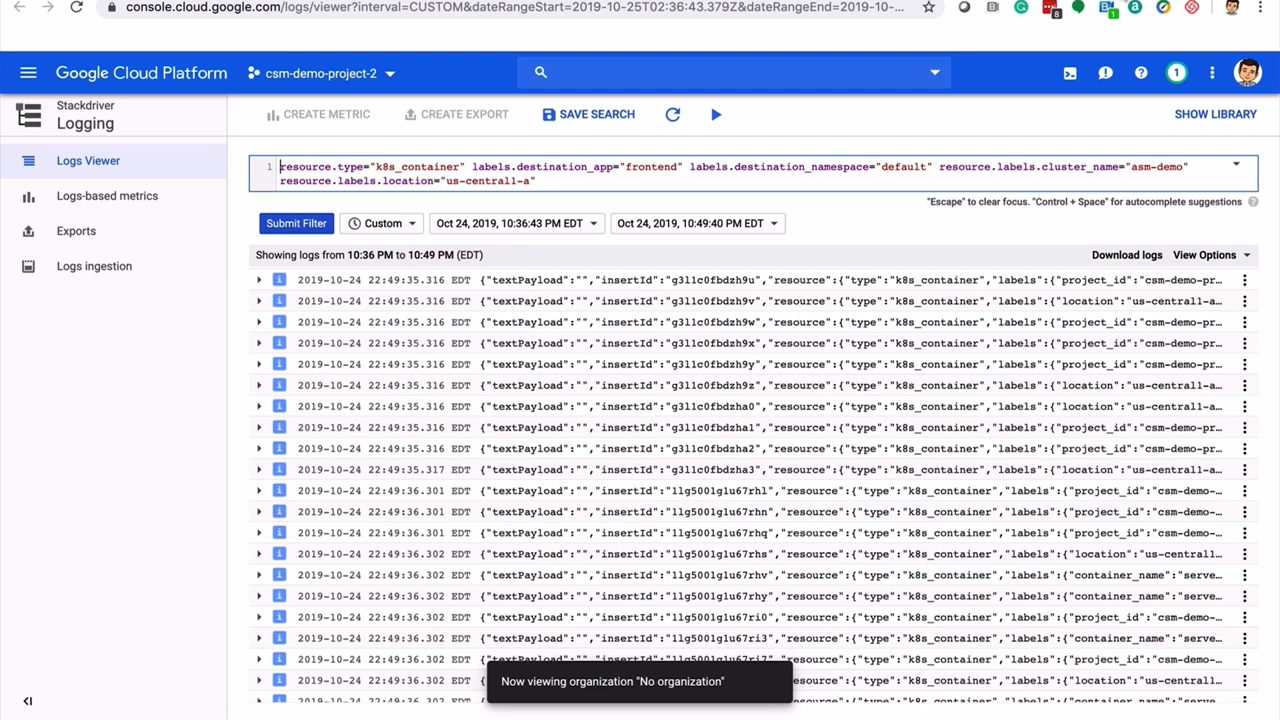 console.cloud.google.com/logs/viewer?interval=CUSTOM&dateRangeStart=2019-10-25T02:36:43.379Z&dateRangeEnd=2019-10-...
8
1
Google Cloud Platform
csm-demo-project-2
1
Stackdriver
Logging
CREATE METRIC
CREATE EXPORT
SAVE SEARCH
SHOW LIBRARY
Logs Viewer
Logs-based metrics
Exports
Logs ingestion
1 resource.type="k8s_container" labels.destination_app="frontend" labels.destination_namespace="default" resource.labels.cluster_name="asm-demo"
resource.labels.location="us-central1-a"
"Escape" to clear focus. "Control + Space" for autocomplete suggestions
Submit Filter
Custom
Oct 24, 2019, 10:36:43 PM EDT
Oct 24, 2019, 10:49:40 PM EDT
Showing logs from 10:36 PM to 10:49 PM (EDT)
Download logs
View Options
2019-10-24 22:49:35.316 EDT {"textPayload":"","insertId":"g3l1c0fbdzh9u","resource":{"type":"k8s_container","labels":{"project_id":"csm-demo-pr…
2019-10-24 22:49:35.316 EDT {"textPayload":"","insertId":"g3l1c0fbdzh9v","resource":{"type":"k8s_container","labels":{"location":"us-central1-a…
2019-10-24 22:49:35.316 EDT {"textPayload":"","insertId":"g3l1c0fbdzh9w","resource":{"type":"k8s_container","labels":{"project_id":"csm-demo-pr…
2019-10-24 22:49:35.316 EDT {"textPayload":"","insertId":"g3l1c0fbdzh9x","resource":{"type":"k8s_container","labels":{"project_id":"csm-demo-pr…
2019-10-24 22:49:35.316 EDT {"textPayload":"","insertId":"g3l1c0fbdzh9y","resource":{"type":"k8s_container","labels":{"project_id":"csm-demo-pr…
2019-10-24 22:49:35.316 EDT {"textPayload":"","insertId":"g3l1c0fbdzh9z","resource":{"type":"k8s_container","labels":{"location":"us-central1-a…
2019-10-24 22:49:35.316 EDT {"textPayload":"","insertId":"g3l1c0fbdzha0","resource":{"type":"k8s_container","labels":{"location":"us-central1-a…
2019-10-24 22:49:35.316 EDT {"textPayload":"","insertId":"g3l1c0fbdzha1","resource":{"type":"k8s_container","labels":{"project_id":"csm-demo-pr…
2019-10-24 22:49:35.316 EDT {"textPayload":"","insertId":"g3l1c0fbdzha2","resource":{"type":"k8s_container","labels":{"project_id":"csm-demo-pr…
2019-10-24 22:49:35.317 EDT {"textPayload":"","insertId":"g3l1c0fbdzha3","resource":{"type":"k8s_container","labels":{"location":"us-central1-a…
2019-10-24 22:49:36.301 EDT {"textPayload":"","insertId":"1lg5001glu67rhl","resource":{"type":"k8s_container","labels":{"project_id":"csm-demo-…
2019-10-24 22:49:36.301 EDT {"textPayload":"","insertId":"1lg5001glu67rhn","resource":{"type":"k8s_container","labels":{"project_id":"csm-demo-…
2019-10-24 22:49:36.301 EDT {"textPayload":"","insertId":"1lg5001glu67rhq","resource":{"type":"k8s_container","labels":{"project_id":"csm-demo-…
2019-10-24 22:49:36.302 EDT {"textPayload":"","insertId":"1lg5001glu67rhs","resource":{"type":"k8s_container","labels":{"location":"us-central1…
2019-10-24 22:49:36.302 EDT {"textPayload":"","insertId":"1lg5001glu67rhv","resource":{"type":"k8s_container","labels":{"container_name":"serve…
2019-10-24 22:49:36.302 EDT {"textPayload":"","insertId":"1lg5001glu67rhy","resource":{"type":"k8s_container","labels":{"container_name":"serve…
2019-10-24 22:49:36.302 EDT {"textPayload":"","insertId":"1lg5001glu67ri0","resource":{"type":"k8s_container","labels":{"project_id":"csm-demo-…
2019-10-24 22:49:36.302 EDT {"textPayload":"","insertId":"1lg5001glu67ri3","resource":{"type":"k8s_container","labels":{"container_name":"serve…
2019-10-24 22:49:36.302 EDT {"textPayload":"","insertId":"1lg5001glu67ri7","resource":{"type":"k8s_container","labels":{"project_id":"csm-demo-…
2019-10-24 22:49:36.302 EDT :{"type":"k8s_container","labels":{"project_id":"csm-demo-…
Now viewing organization "No organization"